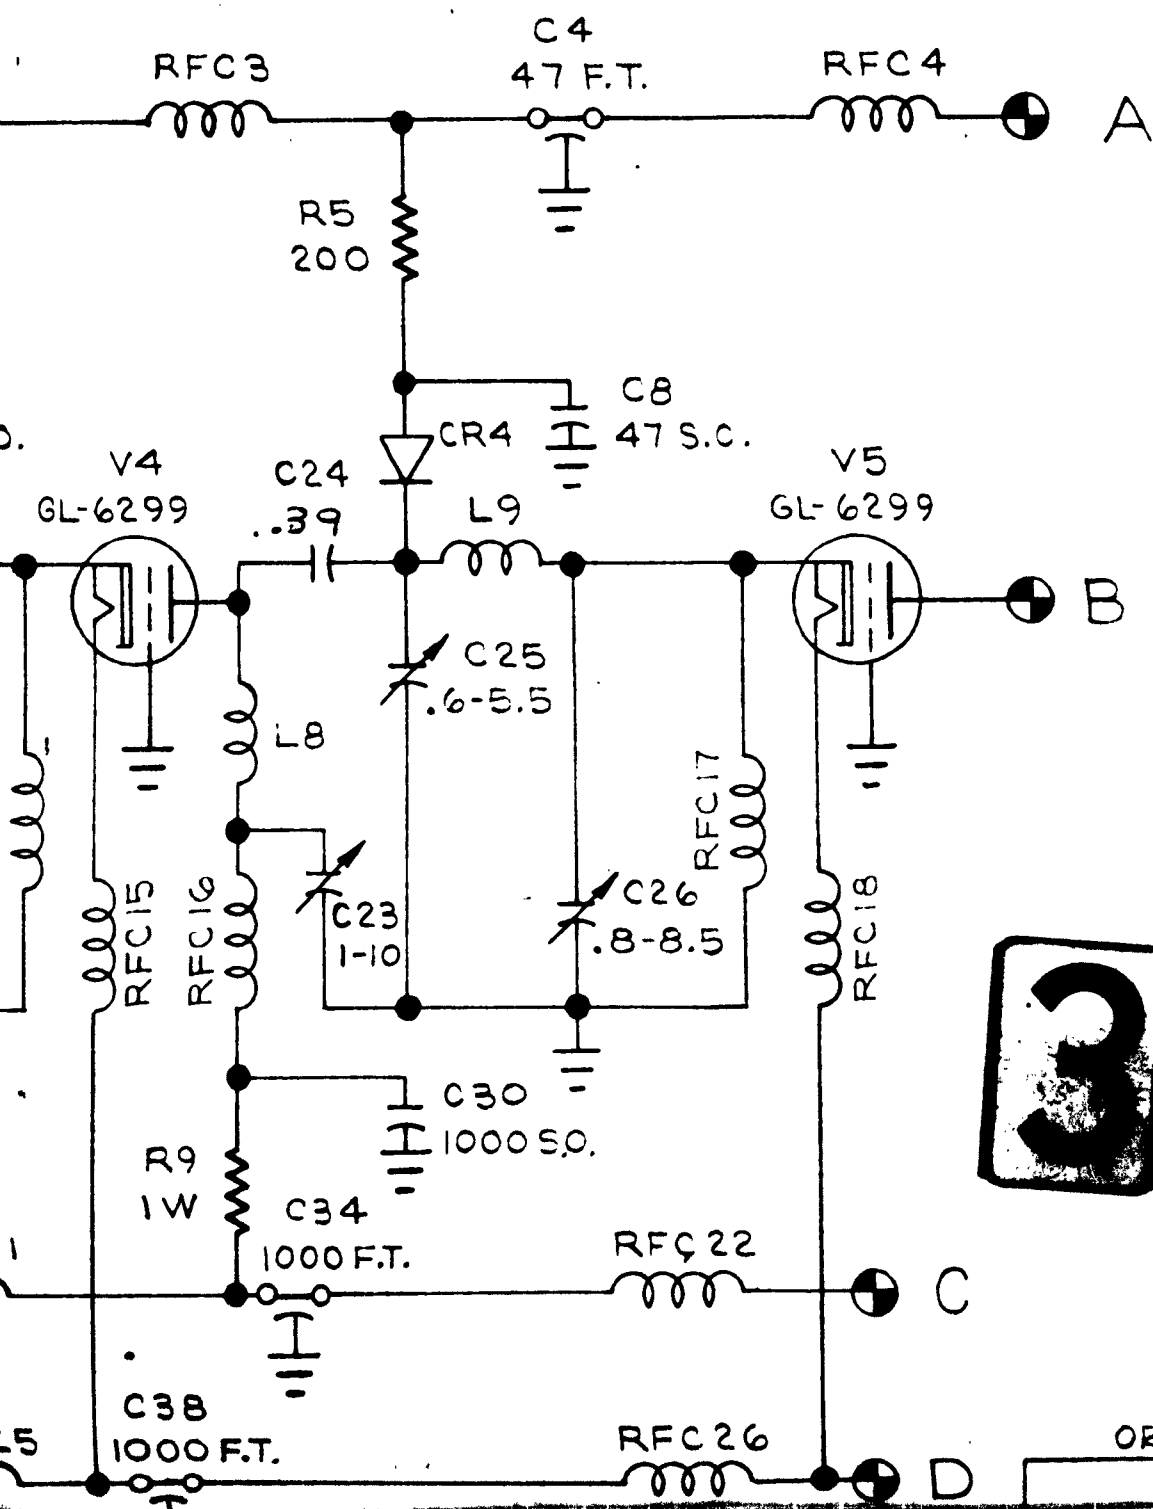 C4
RFC3
47 F.T.
RFC4
A
R5
200
C8
47 S.C.
CR4
V4
GL-6299
C24
.39
L9
V5
GL-6299
B
C25
.6-5.5
L8
RFC17
C26
.8-8.5
C23
1-10
RFC15
RFC16
RFC18
3
C30
1000 S.O.
R9
1W
C34
1000 F.T.
RFC22
C
C38
1000 F.T.
RFC26
D